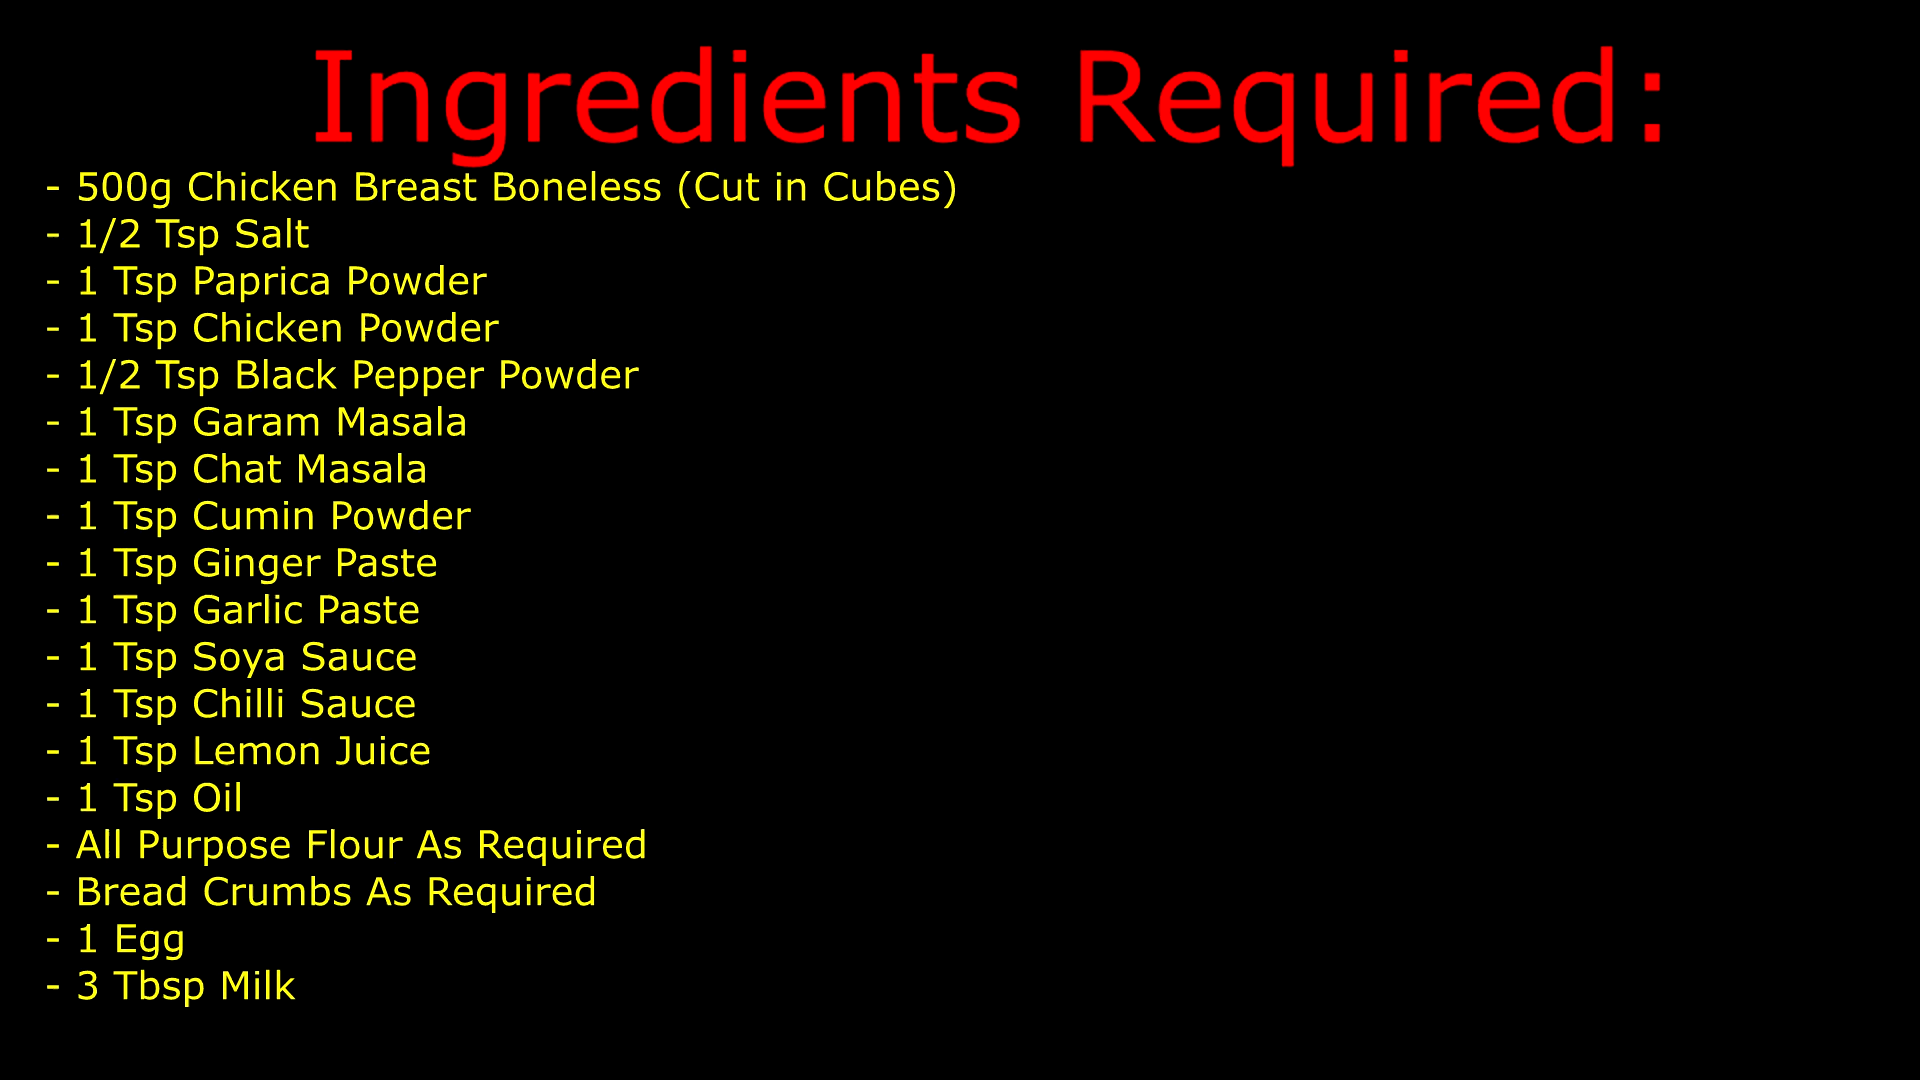 Ingredients Required:
- 500g Chicken Breast Boneless (Cut in Cubes)
- 1/2 Tsp Salt
- 1 Tsp Paprica Powder
- 1 Tsp Chicken Powder
- 1/2 Tsp Black Pepper Powder
- 1 Tsp Garam Masala
- 1 Tsp Chat Masala
- 1 Tsp Cumin Powder
- 1 Tsp Ginger Paste
- 1 Tsp Garlic Paste
- 1 Tsp Soya Sauce
- 1 Tsp Chilli Sauce
- 1 Tsp Lemon Juice
- 1 Tsp Oil
- All Purpose Flour As Required
- Bread Crumbs As Required
- 1 Egg
- 3 Tbsp Milk